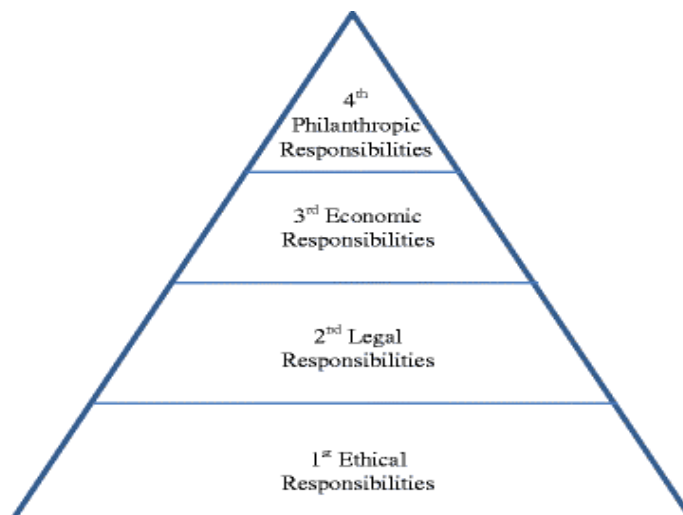 4th
Philanthropic
Responsibilities
3rd Economic
Responsibilities
2nd Legal
Responsibilities
1st Ethical
Responsibilities